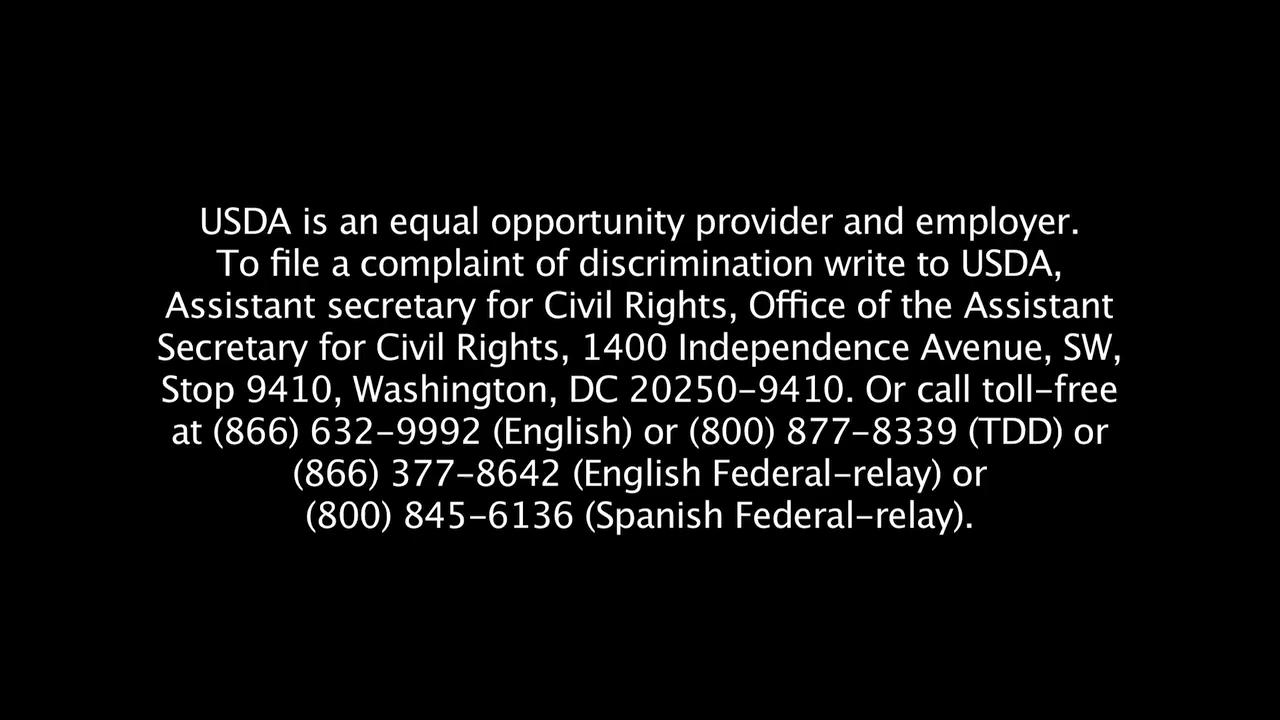 USDA is an equal opportunity provider and employer.
To file a complaint of discrimination write to USDA,
Assistant secretary for Civil Rights, Office of the Assistant
Secretary for Civil Rights, 1400 Independence Avenue, SW,
Stop 9410, Washington, DC 20250-9410. Or call toll-free
at (866) 632-9992 (English) or (800) 877-8339 (TDD) or
(866) 377-8642 (English Federal-relay) or
(800) 845-6136 (Spanish Federal-relay).